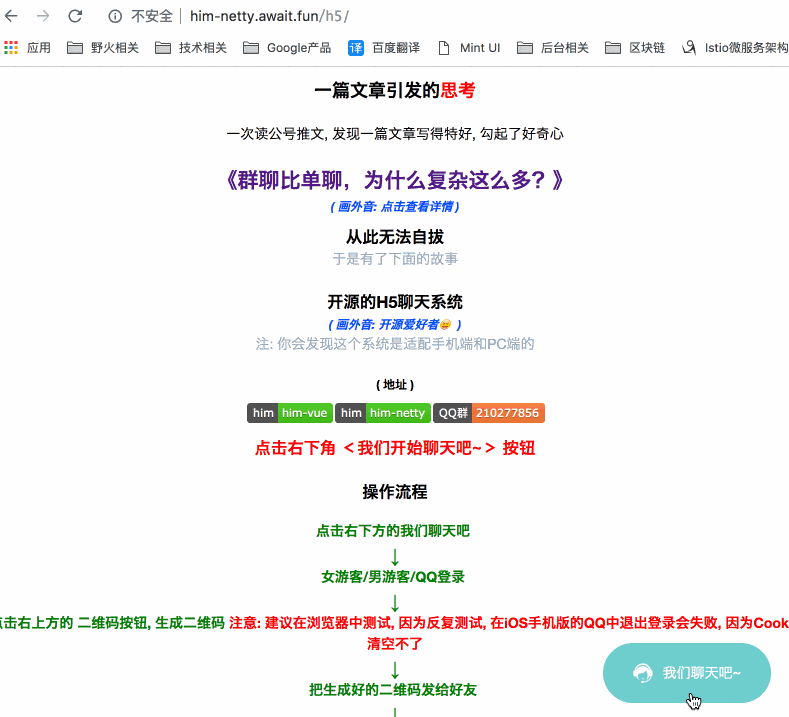 不安全 him-netty.await.fun/h5/
应用 野火相关 技术相关 Google产品 译 百度翻译 Mint UI 后台相关 区块链 Istio微服务架构
一篇文章引发的思考
一次读公号推文, 发现一篇文章写得特好, 勾起了好奇心
《群聊比单聊，为什么复杂这么多？》
( 画外音: 点击查看详情 )
从此无法自拔
于是有了下面的故事
开源的H5聊天系统
( 画外音: 开源爱好者😄 )
注: 你会发现这个系统是适配手机端和PC端的
( 地址 )
him him-vue him him-netty QQ群 210277856
点击右下角 ＜我们开始聊天吧~＞ 按钮
操作流程
点击右下方的我们聊天吧
↓
女游客/男游客/QQ登录
↓
击右上方的 二维码按钮, 生成二维码 注意: 建议在浏览器中测试, 因为反复测试, 在iOS手机版的QQ中退出登录会失败, 因为Cook
清空不了
↓
把生成好的二维码发给好友
我们聊天吧~